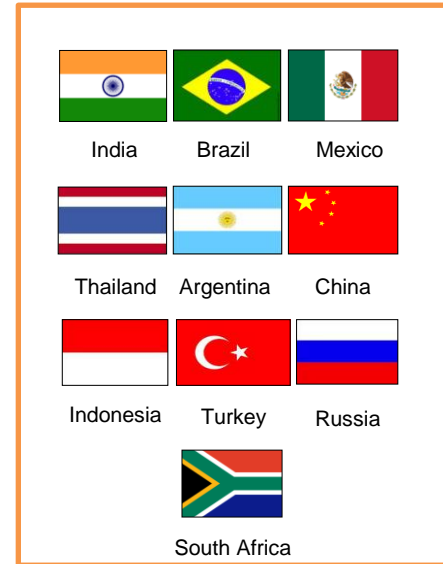 India Brazil Mexico
Thailand Argentina China
Indonesia Turkey Russia
South Africa